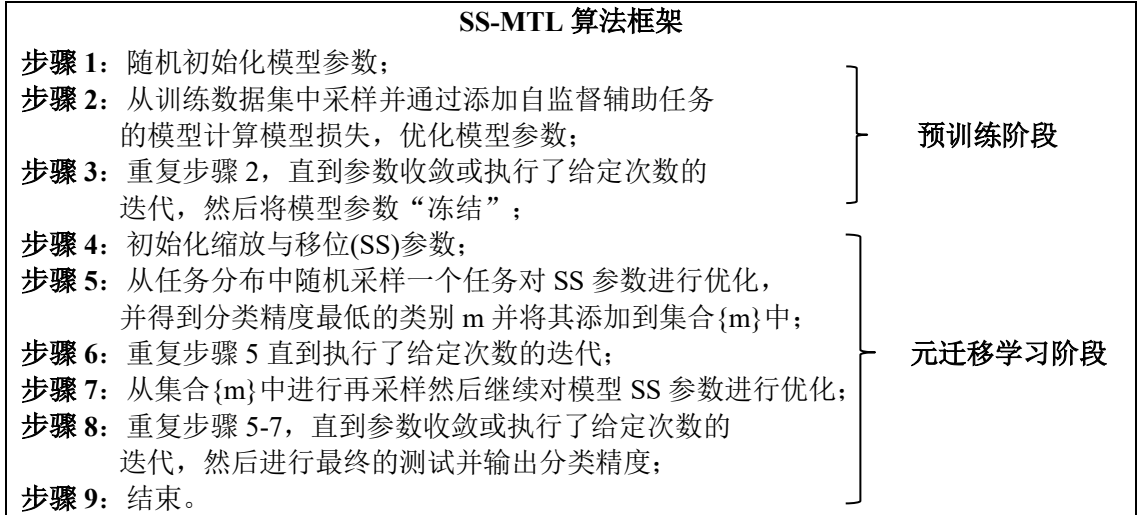 SS-MTL 算法框架
步骤 1：随机初始化模型参数；
步骤 2：从训练数据集中采样并通过添加自监督辅助任务
的模型计算模型损失，优化模型参数；
预训练阶段
步骤 3：重复步骤 2，直到参数收敛或执行了给定次数的
迭代，然后将模型参数“冻结”；
步骤 4：初始化缩放与移位(SS)参数；
步骤 5：从任务分布中随机采样一个任务对 SS 参数进行优化，
并得到分类精度最低的类别 m 并将其添加到集合{m}中；
步骤 6：重复步骤 5 直到执行了给定次数的迭代；
元迁移学习阶段
步骤 7：从集合{m}中进行再采样然后继续对模型 SS 参数进行优化；
步骤 8：重复步骤 5-7，直到参数收敛或执行了给定次数的
迭代，然后进行最终的测试并输出分类精度；
步骤 9：结束。